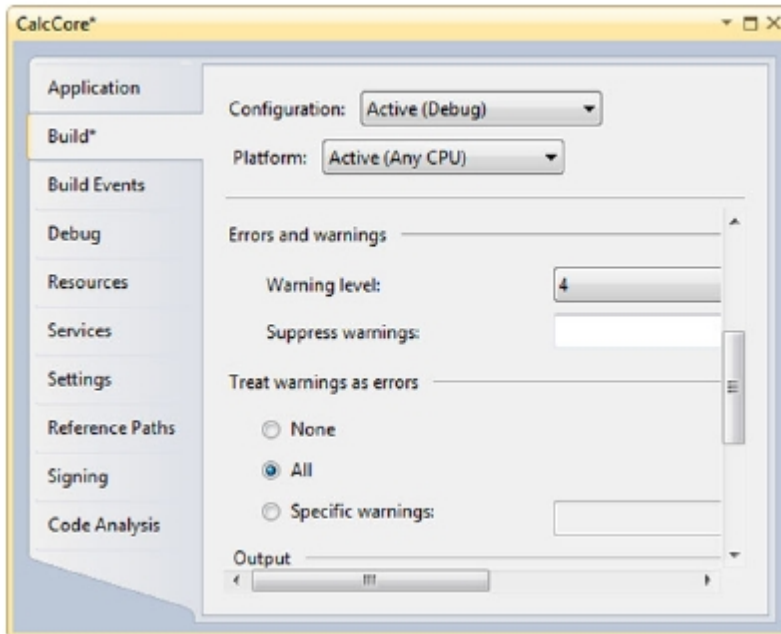 CalcCore*
Application
Build*
Build Events
Debug
Resources
Services
Settings
Reference Paths
Signing
Code Analysis
Configuration: Active (Debug)
Platform: Active (Any CPU)
Errors and warnings
Warning level: 4
Suppress warnings:
Treat warnings as errors
None
All
Specific warnings:
Output